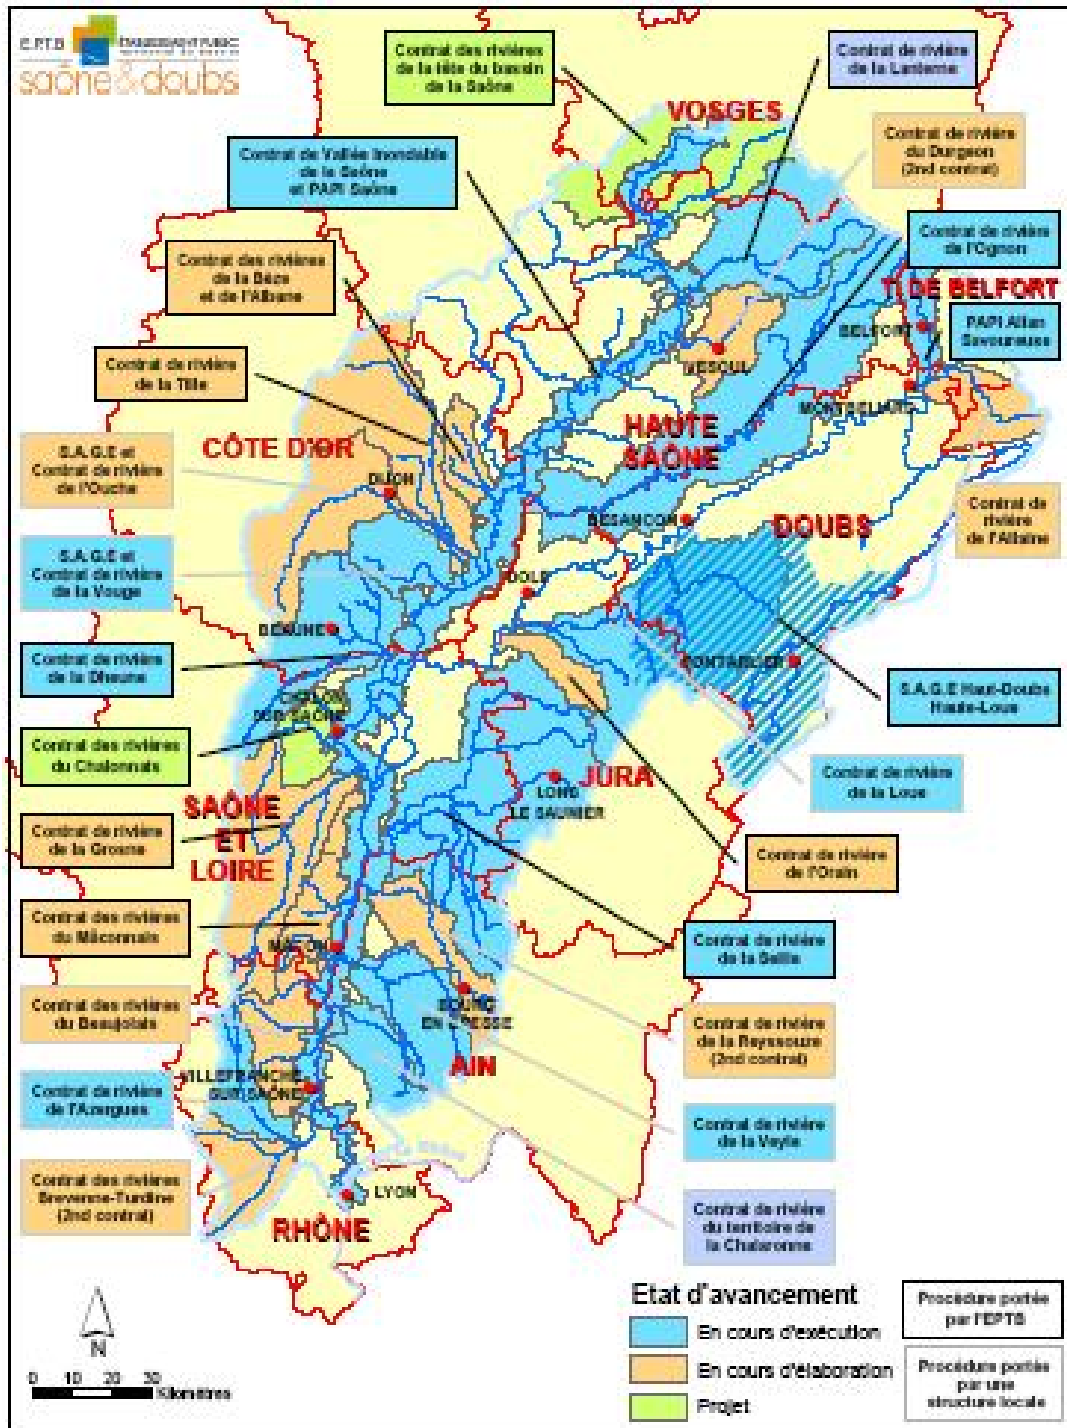 E.P.T.B
ÉTABLISSEMENT PUBLIC
saône & doubs
Contrat des rivières
de la tête du bassin
de la Saône
Contrat de rivière
de la Lanterne
VOSGES
Contrat de rivière
du Durgeon
(2nd contrat)
Contrat de Vallée Inondable
de la Saône
et PAPI Saône
Contrat de rivière
de l'Ognon
Contrat des rivières
de la Bèze
et de l'Albane
T. DE BELFORT
BELFORT
PAPI Allan
Savoureuse
Contrat de rivière
de la Tille
VESOUL
MONTBELIARD
CÔTE D'OR
HAUTE
SAÔNE
S.A.G.E et
Contrat de rivière
de l'Ouche
DIJON
BESANCON
DOUBS
Contrat de
rivière
de l'Allaine
S.A.G.E et
Contrat de rivière
de la Vouge
DOLE
BEAUNE
Contrat de rivière
de la Dheune
PONTARLIER
S.A.G.E Haut-Doubs
Haute-Loue
CHALON
SUR SAÔNE
Contrat des rivières
du Chalonnais
JURA
LONS
LE SAUNIER
Contrat de rivière
de la Loue
SAÔNE
ET
LOIRE
Contrat de rivière
de la Grosne
Contrat de rivière
de l'Orain
Contrat des rivières
du Mâconnais
MACON
Contrat de rivière
de la Seille
Contrat des rivières
du Beaujolais
BOURG
EN BRESSE
Contrat de rivière
de la Reyssouze
(2nd contrat)
AIN
VILLEFRANCHE
SUR SAÔNE
Contrat de rivière
de l'Azergues
Contrat de rivière
de la Veyle
Contrat des rivières
Brevenne-Turdine
(2nd contrat)
LYON
RHÔNE
Contrat de rivière
du territoire de
la Chalaronne
Etat d'avancement
En cours d'exécution
En cours d'élaboration
Projet
Procédure portée
par l'EPTB
Procédure portée
par une
structure locale
N
0 10 20 30
Kilomètres